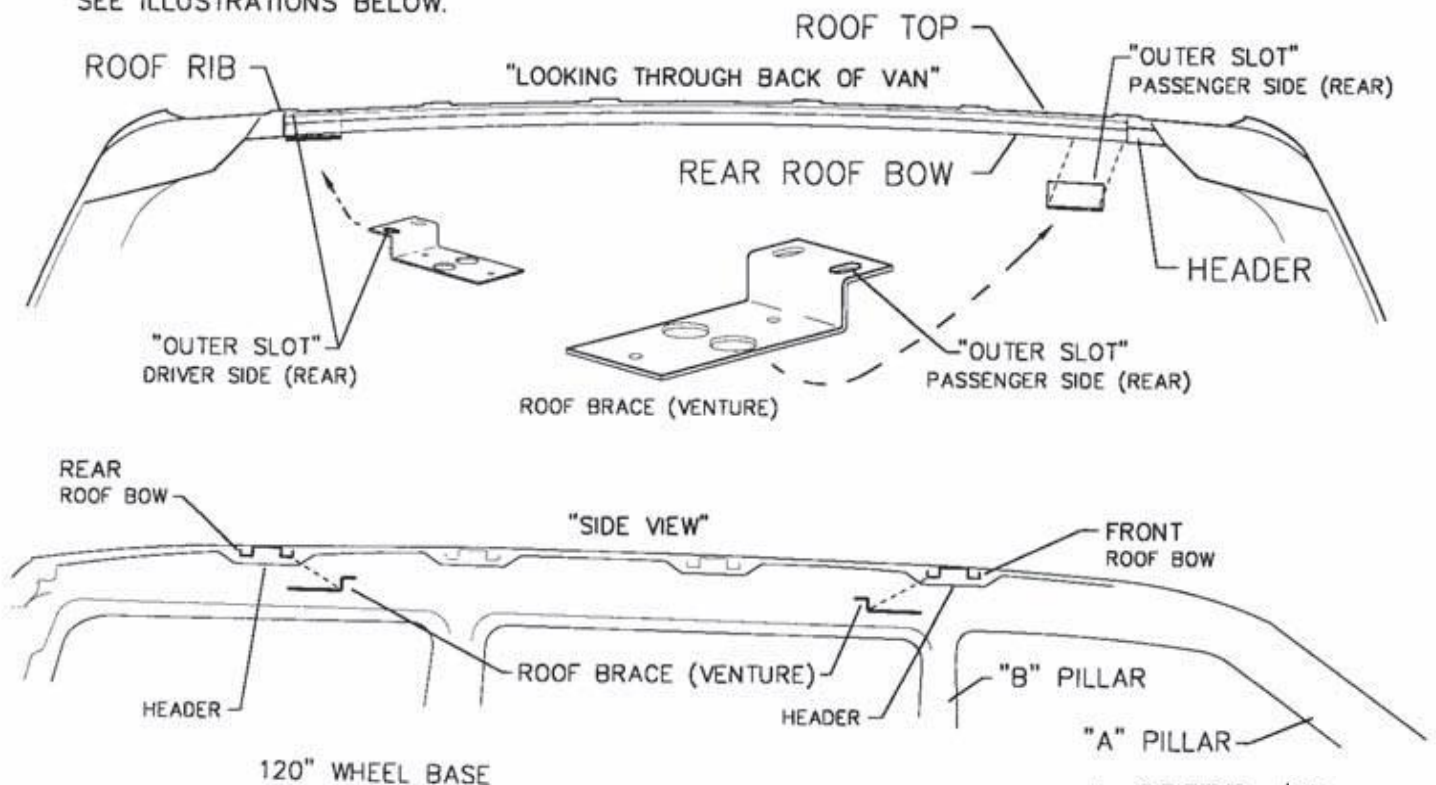 SEE ILLUSTRATIONS BELOW.
ROOF TOP
ROOF RIB
"LOOKING THROUGH BACK OF VAN"
"OUTER SLOT"
PASSENGER SIDE (REAR)
REAR ROOF BOW
HEADER
"OUTER SLOT"
DRIVER SIDE (REAR)
"OUTER SLOT"
PASSENGER SIDE (REAR)
ROOF BRACE (VENTURE)
REAR
ROOF BOW
"SIDE VIEW"
FRONT
ROOF BOW
ROOF BRACE (VENTURE)
"B" PILLAR
HEADER
HEADER
"A" PILLAR
120" WHEEL BASE